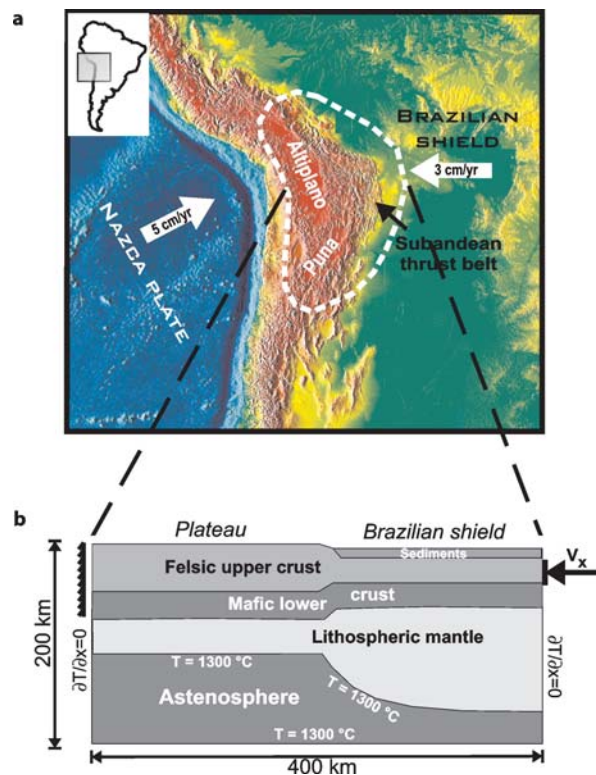 a
BRAZILIAN
SHIELD
3 cm/yr
Altiplano
5 cm/yr
Puna
Subandean
thrust belt
NAZCA PLATE
b
Plateau
Brazilian shield
Sediments
Vx
Felsic upper crust
Mafic lower crust
Lithospheric mantle
200 km
∂T/∂x=0
∂T/∂x=0
T = 1300 °C
T = 1300 °C
Astenosphere
T = 1300 °C
400 km